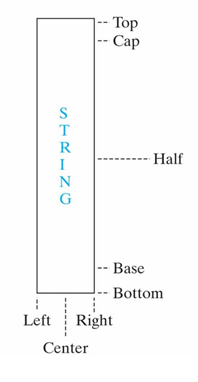 Top
Cap
S
T
R
I
N
G
Half
Base
Bottom
Left Right
Center